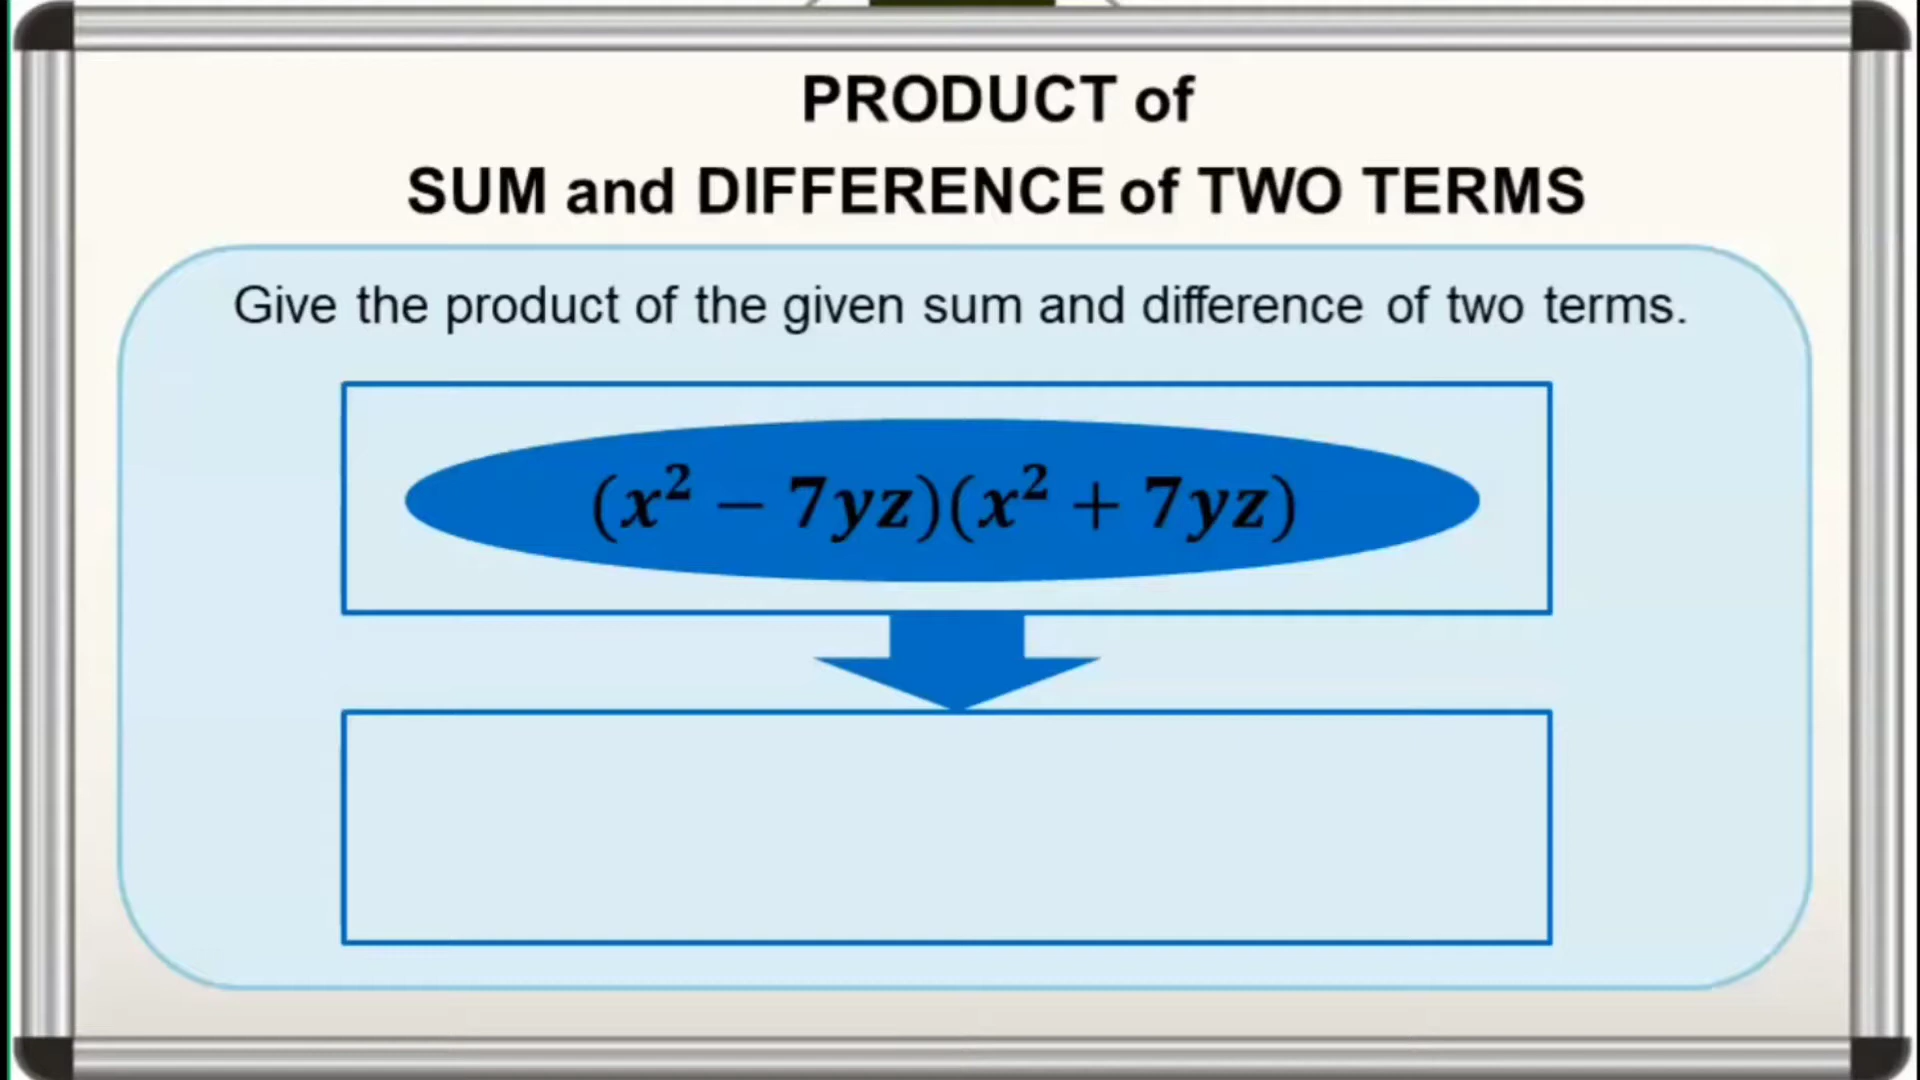 PRODUCT of
SUM and DIFFERENCE of TWO TERMS
Give the product of the given sum and difference of two terms.
(x² − 7yz)(x² + 7yz)